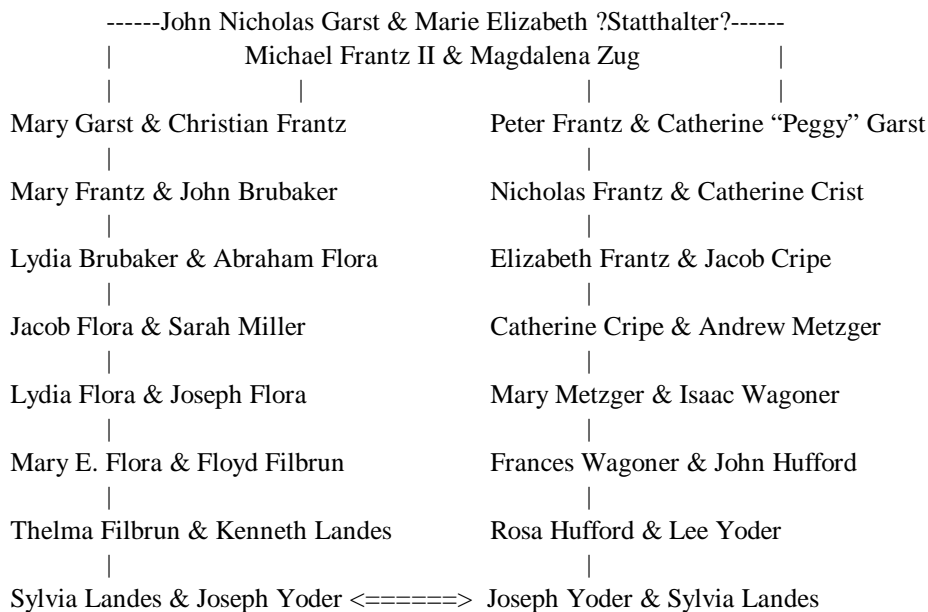 ------John Nicholas Garst & Marie Elizabeth ?Statthalter?------
| Michael Frantz II & Magdalena Zug |
| | | |
Mary Garst & Christian Frantz Peter Frantz & Catherine “Peggy” Garst
| |
Mary Frantz & John Brubaker Nicholas Frantz & Catherine Crist
| |
Lydia Brubaker & Abraham Flora Elizabeth Frantz & Jacob Cripe
| |
Jacob Flora & Sarah Miller Catherine Cripe & Andrew Metzger
| |
Lydia Flora & Joseph Flora Mary Metzger & Isaac Wagoner
| |
Mary E. Flora & Floyd Filbrun Frances Wagoner & John Hufford
| |
Thelma Filbrun & Kenneth Landes Rosa Hufford & Lee Yoder
| |
Sylvia Landes & Joseph Yoder <======> Joseph Yoder & Sylvia Landes